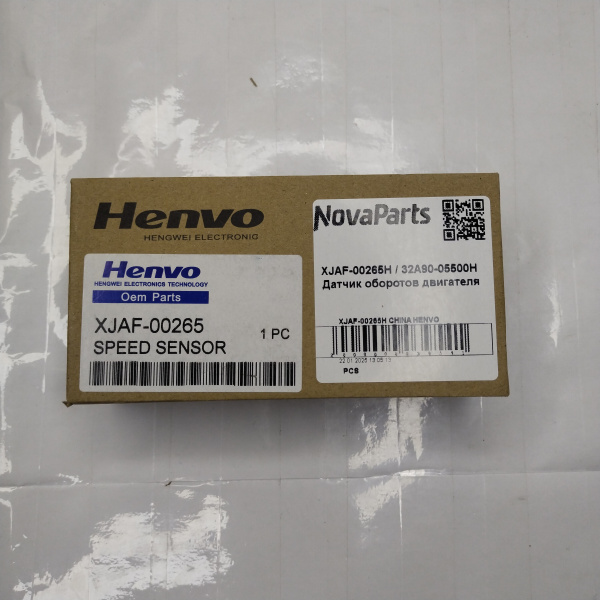 Henvo
HENGWEI ELECTRONIC
Henvo
HENGWEI ELECTRONICS TECHNOLOGY
Oem Parts
XJAF-00265
1 PC
SPEED SENSOR
NovaParts
XJAF-00265H / 32A90-05500H
Датчик оборотов двигателя
XJAF-00265H CHINA HENVO
PCS